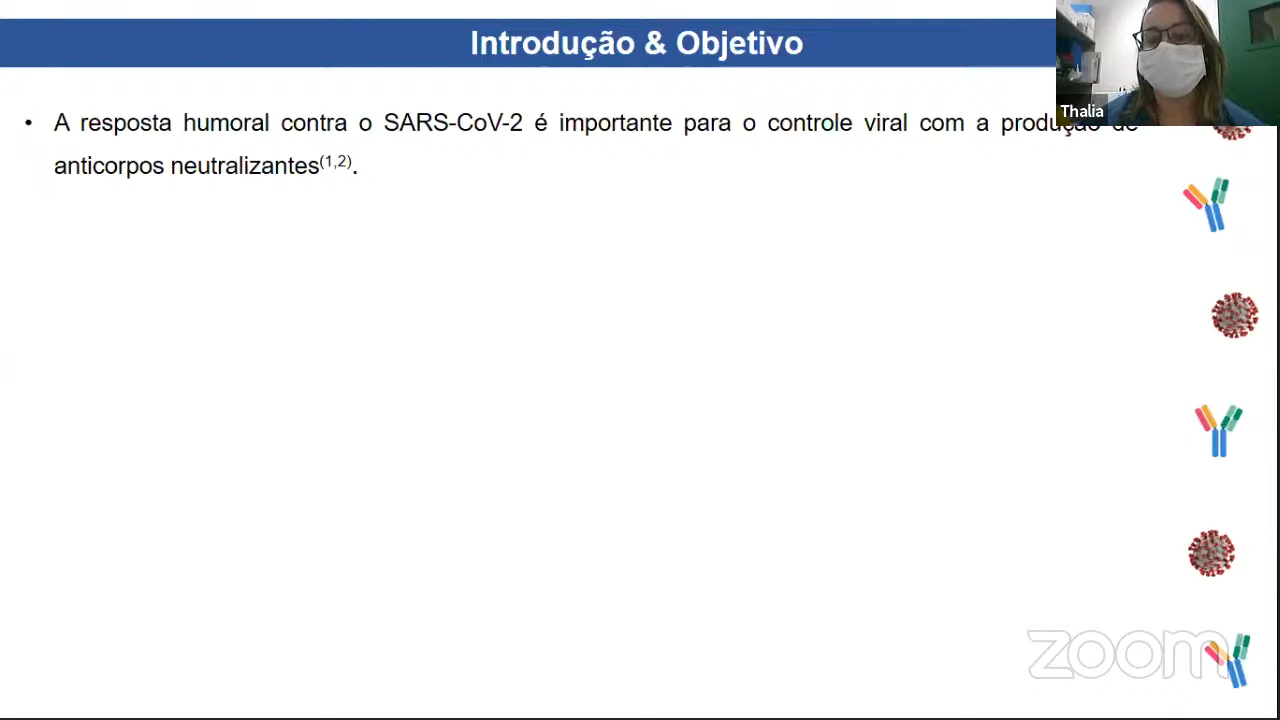 Introdução & Objetivo
Thalia
• A resposta humoral contra o SARS-CoV-2 é importante para o controle viral com a produção de
anticorpos neutralizantes(1,2).
zoom